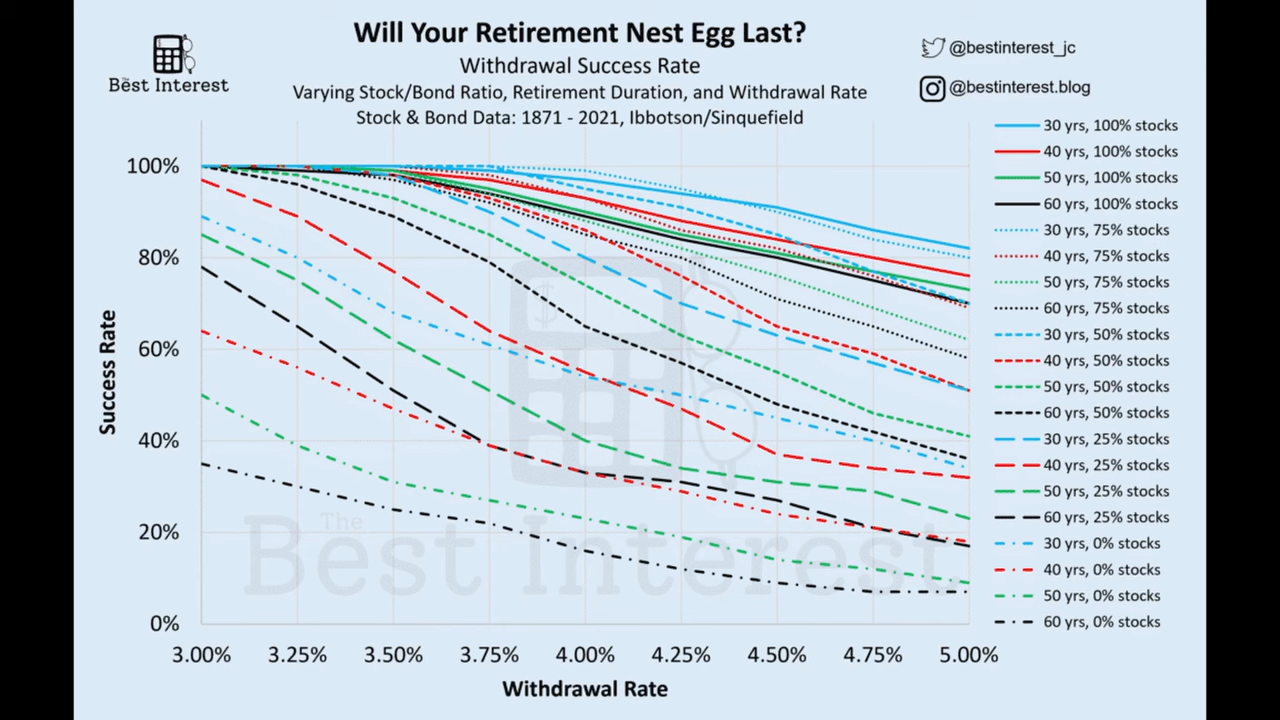 Will Your Retirement Nest Egg Last?
Withdrawal Success Rate
Varying Stock/Bond Ratio, Retirement Duration, and Withdrawal Rate
Stock & Bond Data: 1871 - 2021, Ibbotson/Sinquefield
The
Best Interest
@bestinterest_jc
@bestinterest.blog
30 yrs, 100% stocks
40 yrs, 100% stocks
50 yrs, 100% stocks
60 yrs, 100% stocks
30 yrs, 75% stocks
40 yrs, 75% stocks
50 yrs, 75% stocks
60 yrs, 75% stocks
30 yrs, 50% stocks
40 yrs, 50% stocks
50 yrs, 50% stocks
60 yrs, 50% stocks
30 yrs, 25% stocks
40 yrs, 25% stocks
50 yrs, 25% stocks
60 yrs, 25% stocks
30 yrs, 0% stocks
40 yrs, 0% stocks
50 yrs, 0% stocks
60 yrs, 0% stocks
Success Rate
100%
80%
60%
40%
20%
0%
$
The
Best Interest
3.00% 3.25% 3.50% 3.75% 4.00% 4.25% 4.50% 4.75% 5.00%
Withdrawal Rate